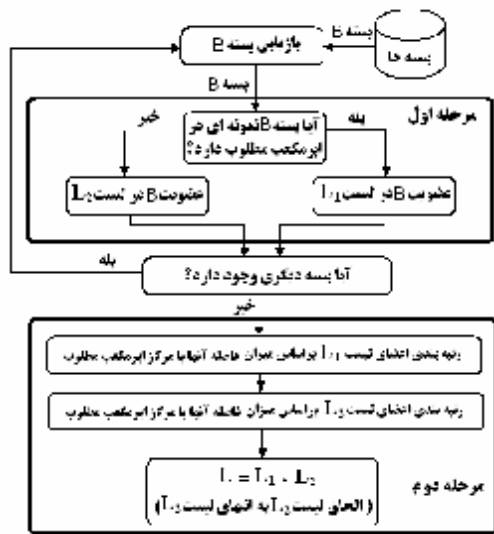 بسته ها
بسته B
بازیابی بسته B
بسته B
مرحله اول
آیا بسته B نمونه ای در
ابرمکعب مطلوب دارد؟
بله
خیر
عضویت B در لیست L1
عضویت B در لیست L2
آیا بسته دیگری وجود دارد؟
بله
خیر
رتبه بندی اعضای لیست L1 براساس میزان فاصله آنها با مرکز ابرمکعب مطلوب
رتبه بندی اعضای لیست L2 براساس میزان فاصله آنها با مرکز ابرمکعب مطلوب
L = L1 + L2
(الحاق لیست L2 به انتهای لیست L1)
مرحله دوم